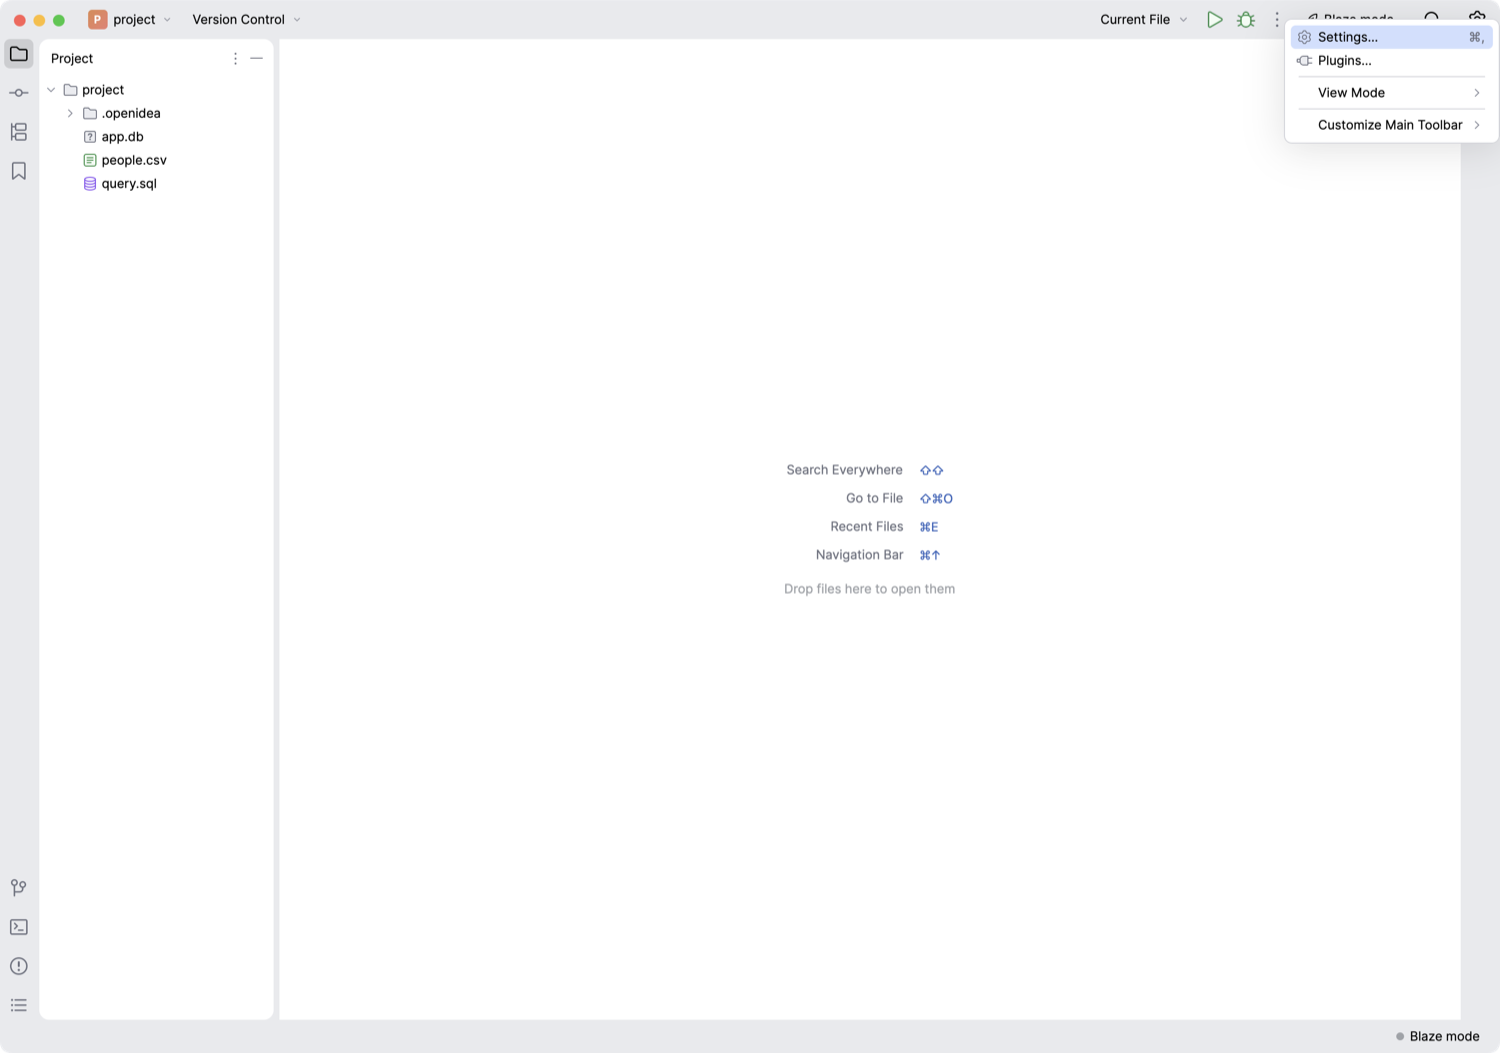 P project
Version Control
Current File
Blaze mode
Settings... ⌘,
Plugins...
View Mode
Customize Main Toolbar
Project
project
.openidea
app.db
people.csv
query.sql
Search Everywhere ⇧⇧
Go to File ⇧⌘O
Recent Files ⌘E
Navigation Bar ⌘↑
Drop files here to open them
Blaze mode